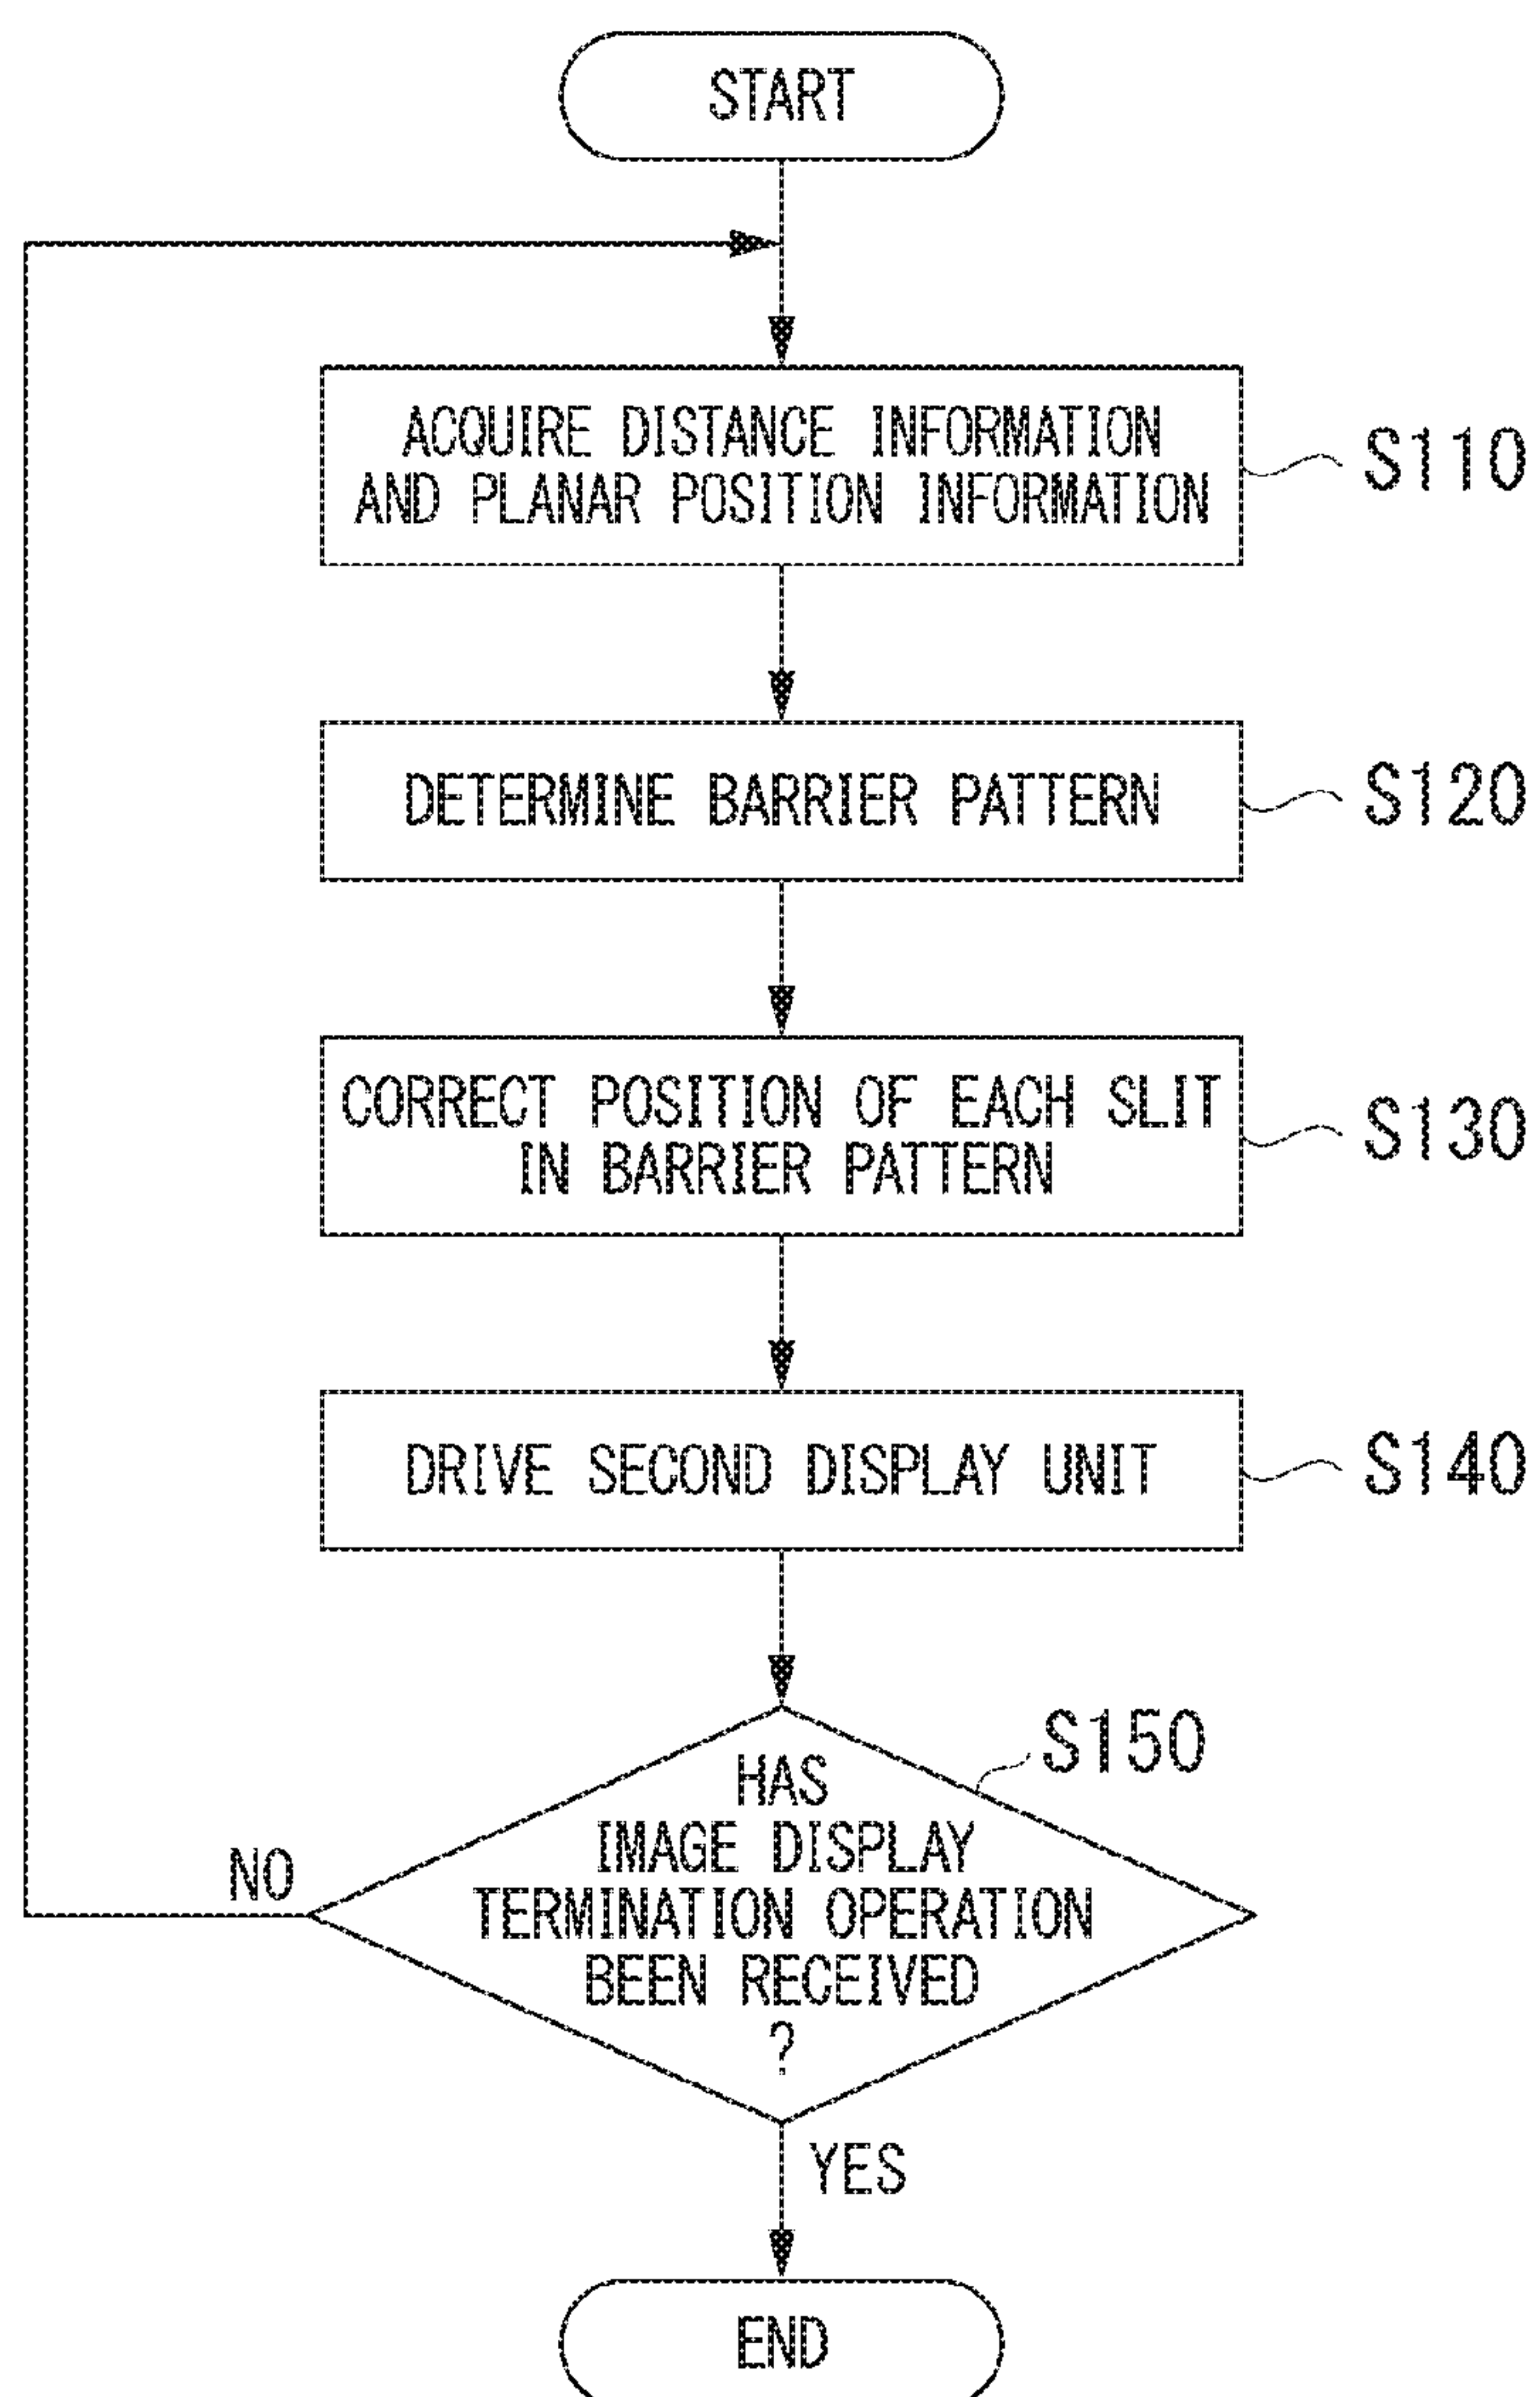 START
ACQUIRE DISTANCE INFORMATION
AND PLANAR POSITION INFORMATION
S110
DETERMINE BARRIER PATTERN
S120
CORRECT POSITION OF EACH SLIT
IN BARRIER PATTERN
S130
DRIVE SECOND DISPLAY UNIT
S140
S150
HAS
IMAGE DISPLAY
TERMINATION OPERATION
BEEN RECEIVED
?
NO
YES
END